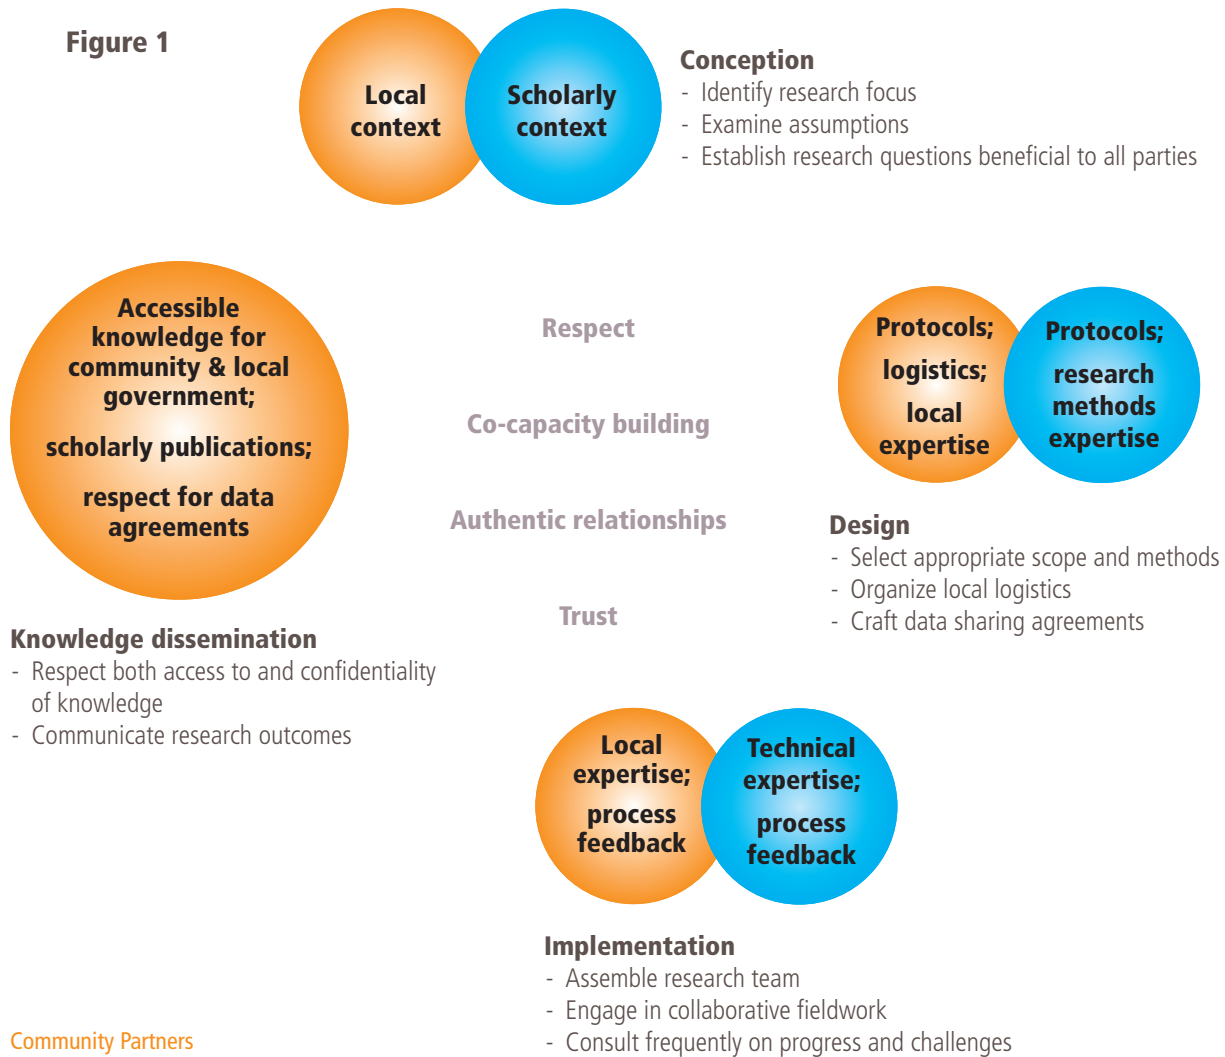 Figure 1
Local
context
Scholarly
context
Conception
- Identify research focus
- Examine assumptions
- Establish research questions beneficial to all parties
Accessible
knowledge for
community & local
government;
scholarly publications;
respect for data
agreements
Knowledge dissemination
- Respect both access to and confidentiality
of knowledge
- Communicate research outcomes
Respect
Co-capacity building
Authentic relationships
Trust
Protocols;
logistics;
local
expertise
Protocols;
research
methods
expertise
Design
- Select appropriate scope and methods
- Organize local logistics
- Craft data sharing agreements
Local
expertise;
process
feedback
Technical
expertise;
process
feedback
Implementation
- Assemble research team
- Engage in collaborative fieldwork
- Consult frequently on progress and challenges
Community Partners